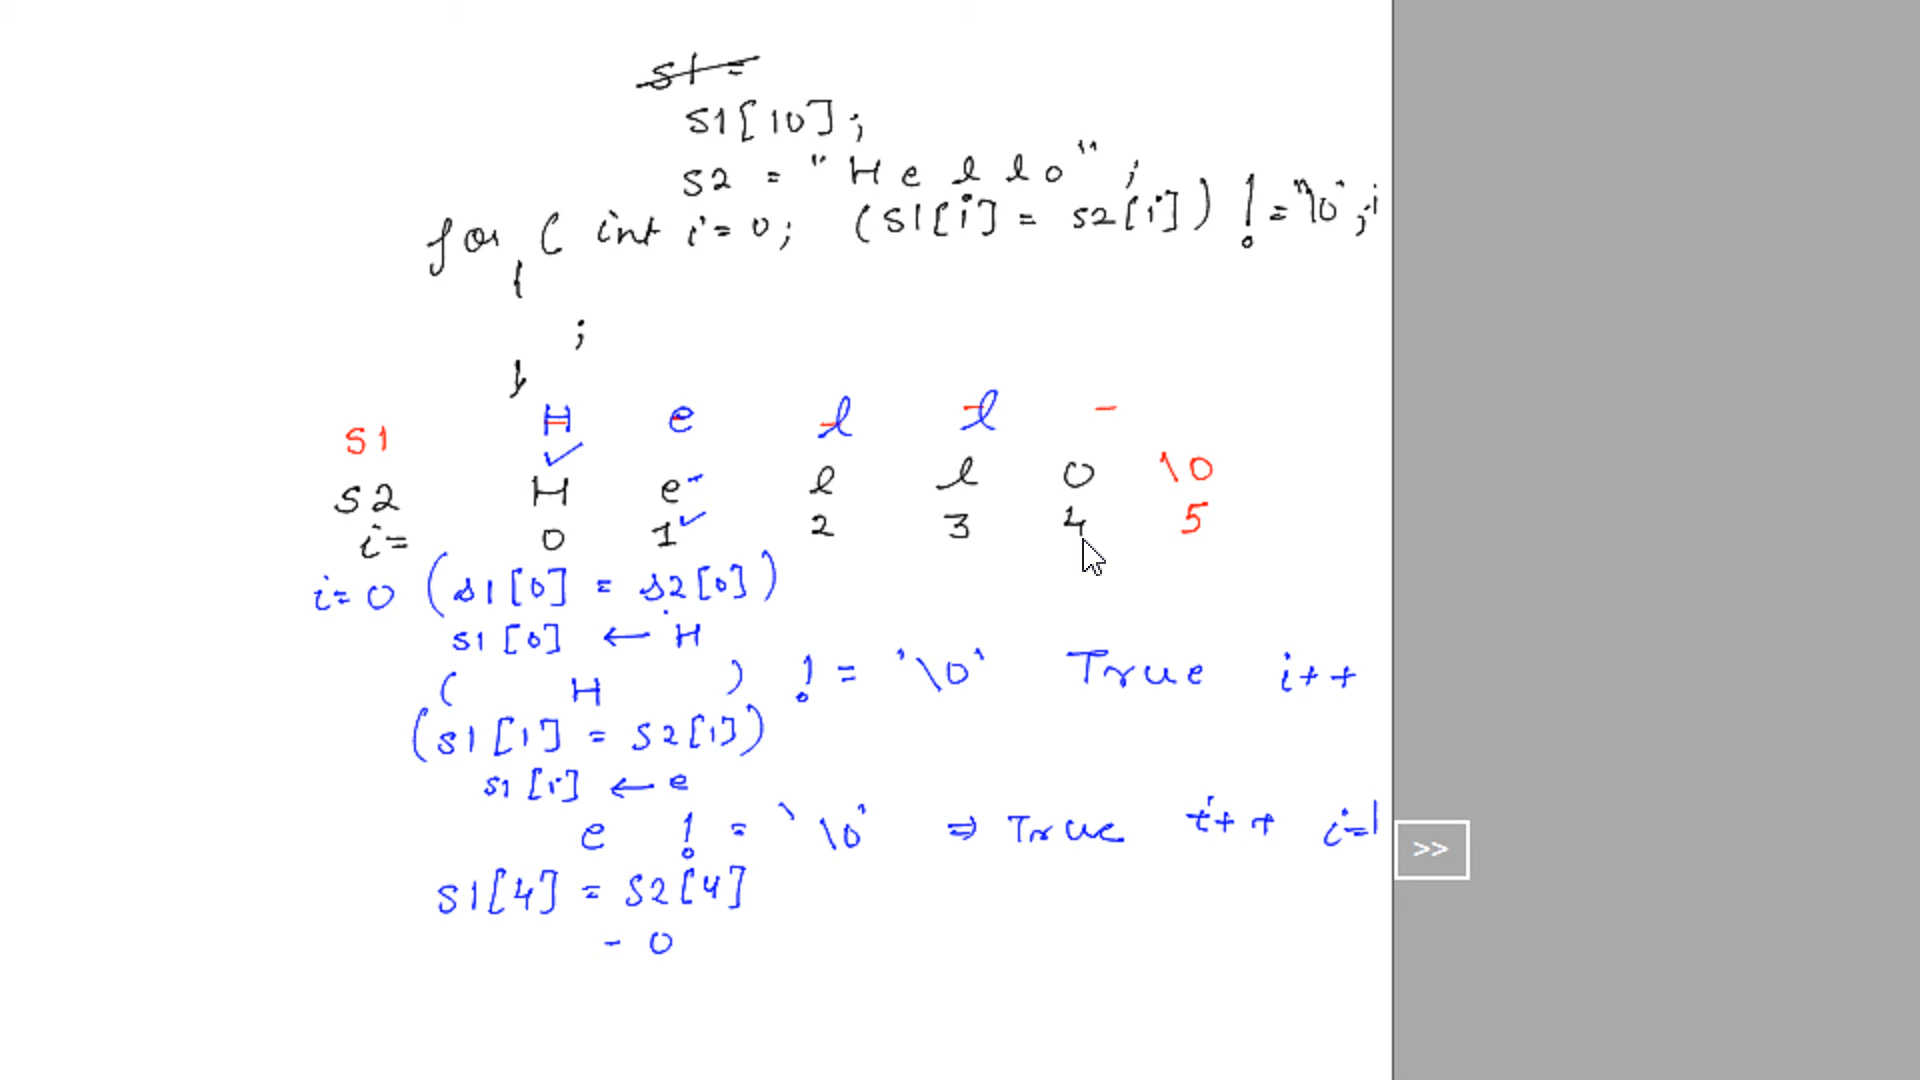 s1 =
s1[10];
s2 = "Hello";
for ( int i=0; (s1[i] = s2[i]) != '\0'; i
{
;
}
s1 H e l l -
s2 H e l l o \0
i= 0 1 2 3 4 5
i=0 (s1[0] = s2[0])
s1[0] ← H
( H ) != '\0' True i++
(s1[1] = s2[1])
s1[1] ← e
e != '\0' ⇒ True i++ i=1
s1[4] = s2[4]
- o
>>